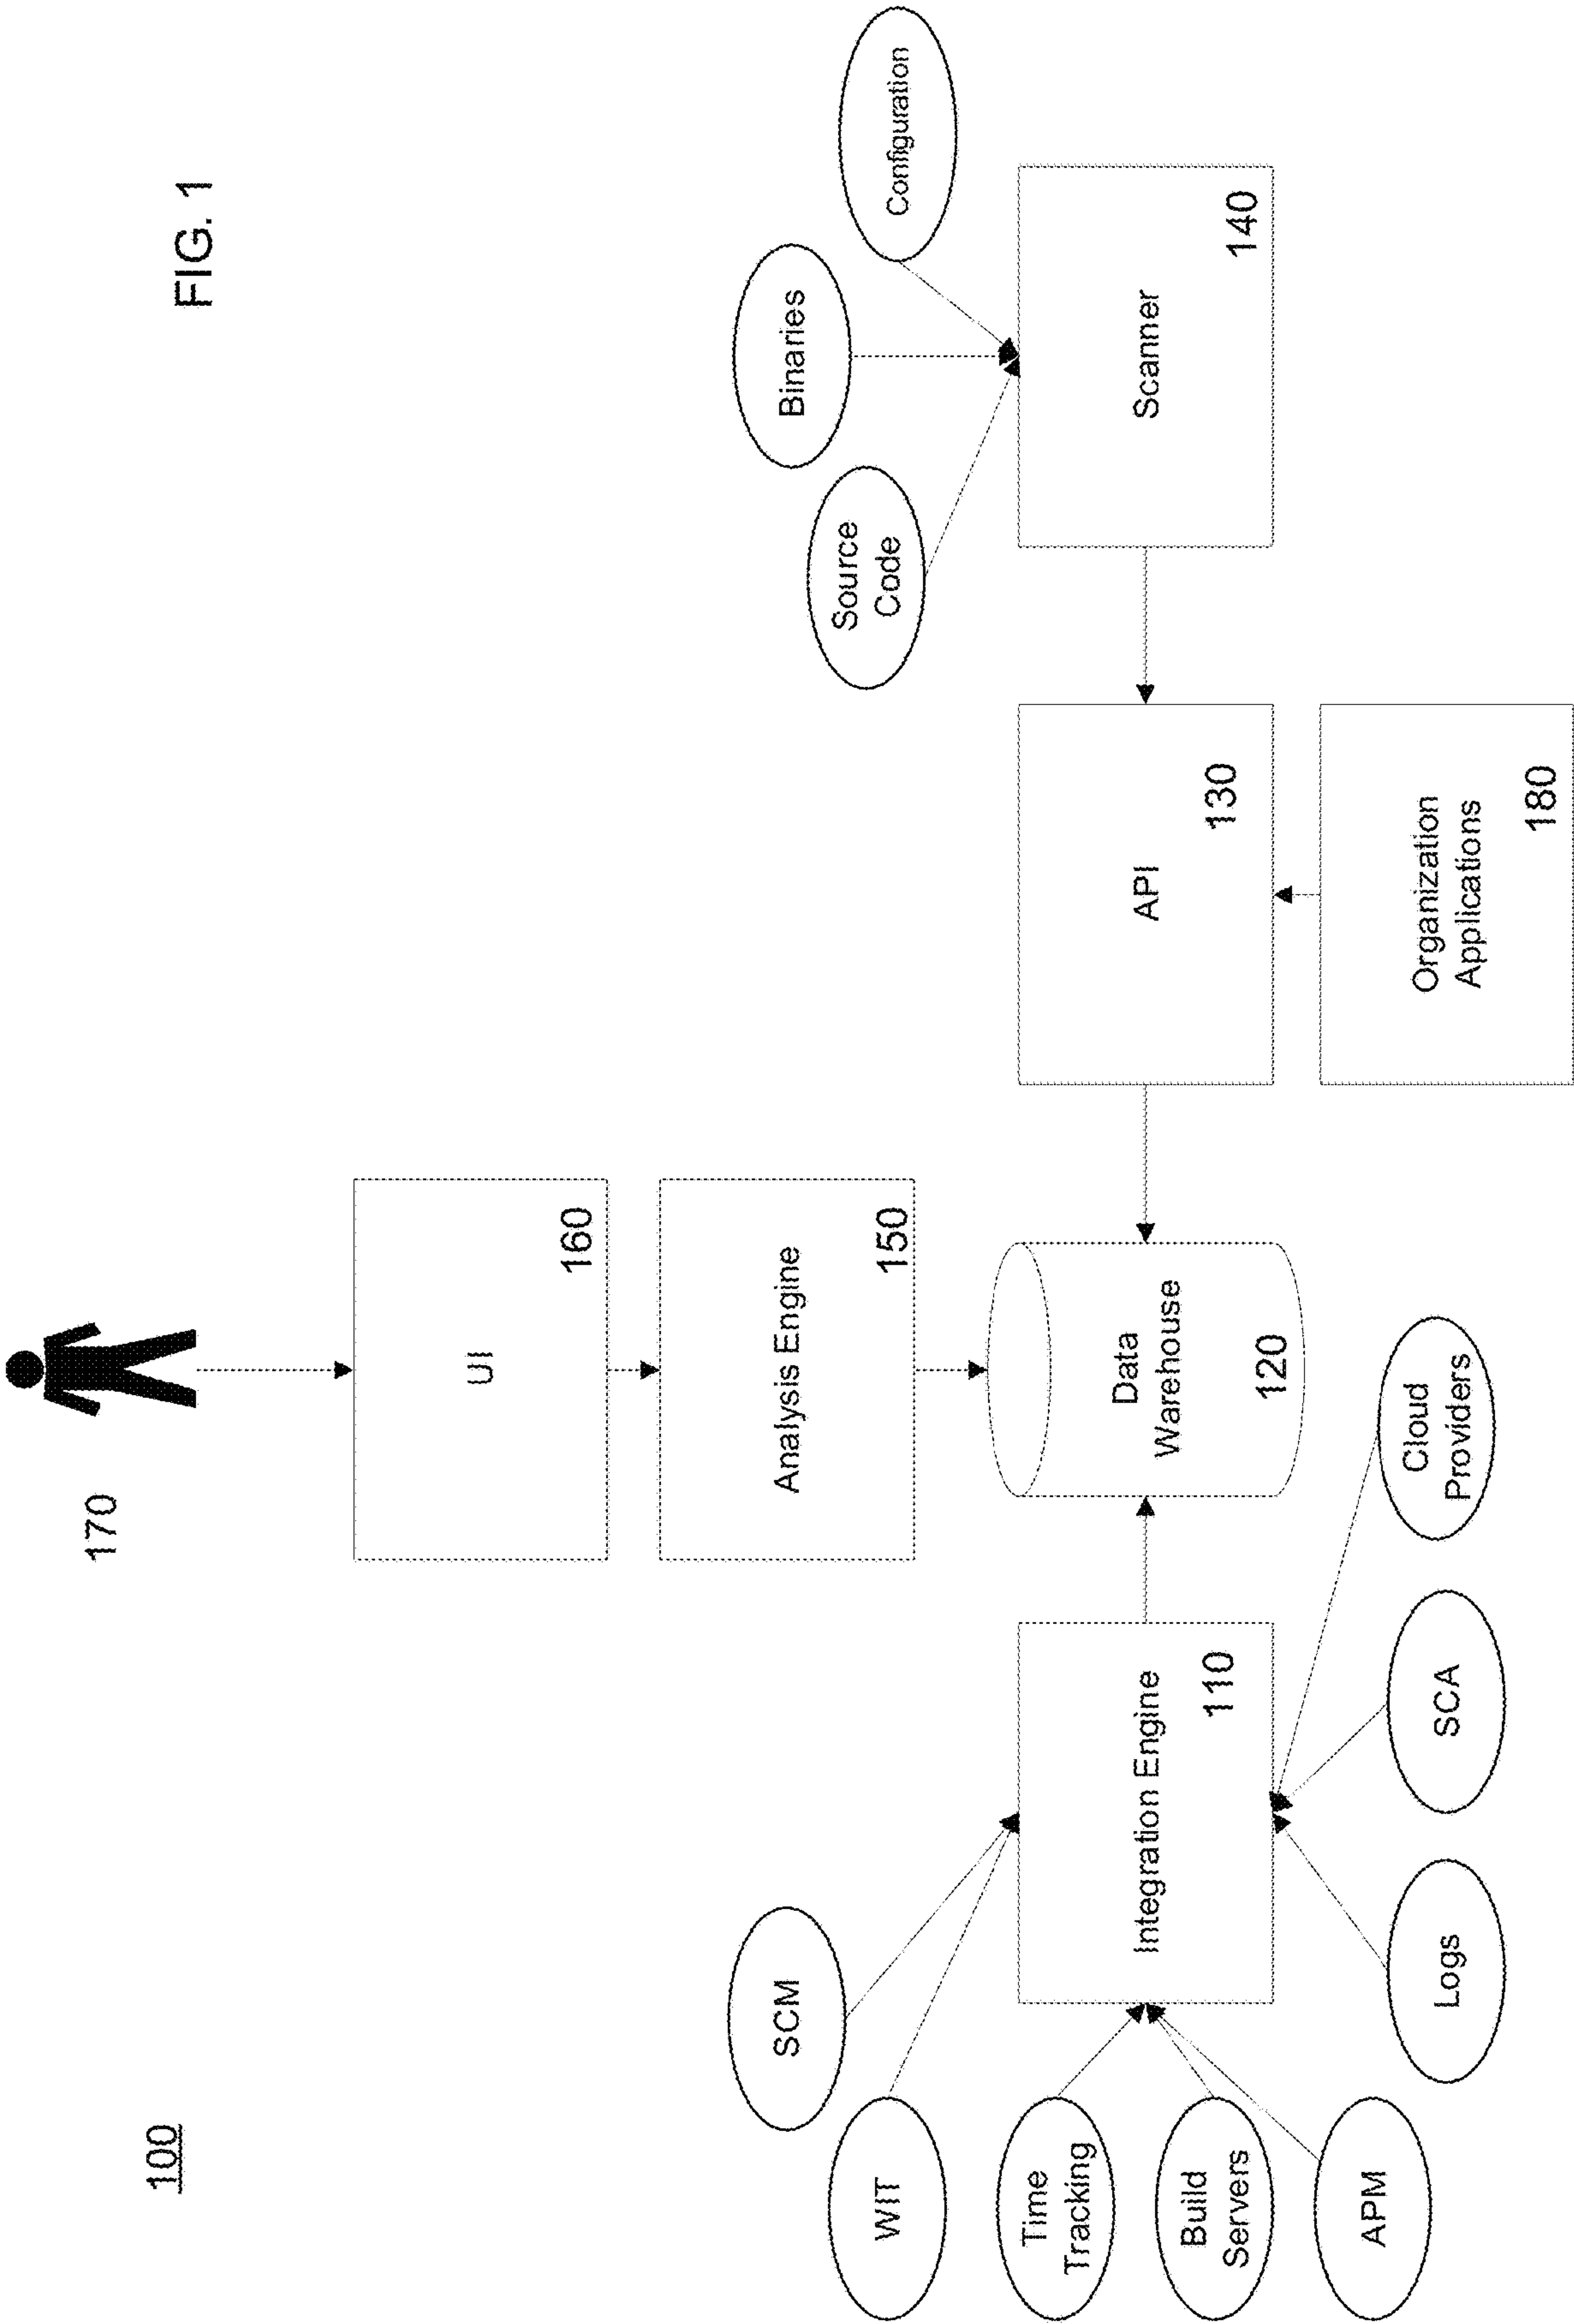 100
FIG. 1
170
UI
160
Analysis Engine
150
SCM
WIT
Time
Tracking
Build
Servers
APM
Logs
SCA
Cloud
Providers
Integration Engine
110
Data
Warehouse
120
API
130
Organization
Applications
180
Source
Code
Binaries
Configuration
Scanner
140